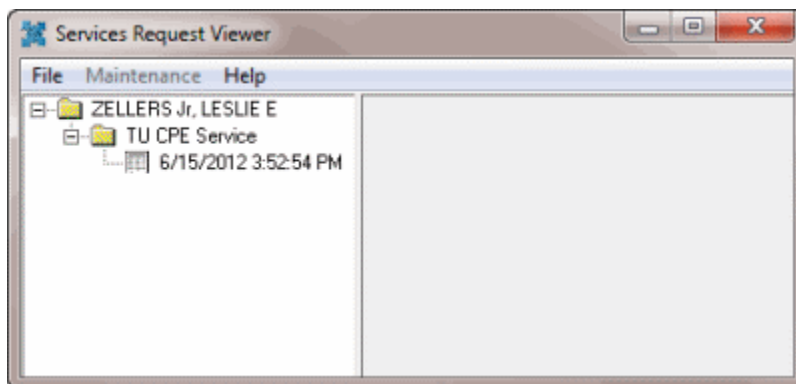 Services Request Viewer
File Maintenance Help
ZELLERS Jr, LESLIE E
TU CPE Service
6/15/2012 3:52:54 PM